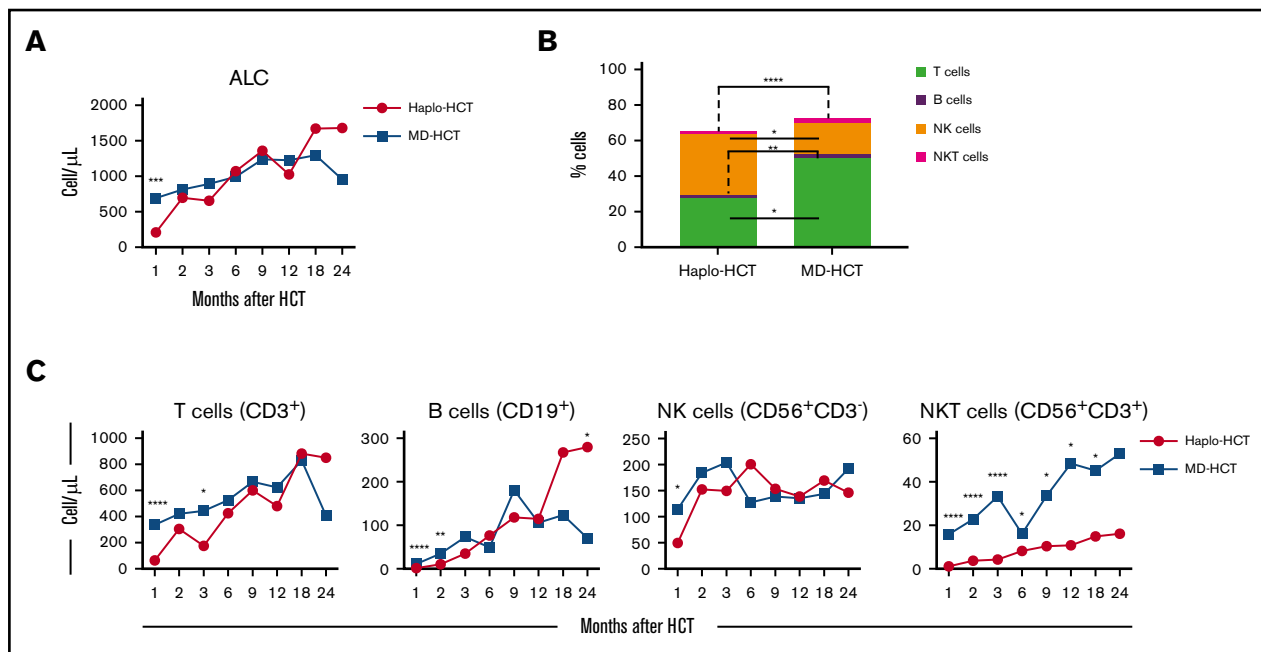 A
ALC
Cell/μL
2000
1500
1000
500
0
***
1 2 3 6 9 12 18 24
Months after HCT
Haplo-HCT
MD-HCT
B
% cells
100
80
60
40
20
0
****
*
**
*
Haplo-HCT MD-HCT
T cells
B cells
NK cells
NKT cells
C
Cell/μL
T cells (CD3⁺)
1000
800
600
400
200
0
**** *
1 2 3 6 9 12 18 24
B cells (CD19⁺)
300
200
100
0
**** ** *
1 2 3 6 9 12 18 24
NK cells (CD56⁺CD3⁻)
250
200
150
100
50
0
*
1 2 3 6 9 12 18 24
NKT cells (CD56⁺CD3⁺)
60
40
20
0
**** **** **** * * * *
1 2 3 6 9 12 18 24
Haplo-HCT
MD-HCT
Months after HCT